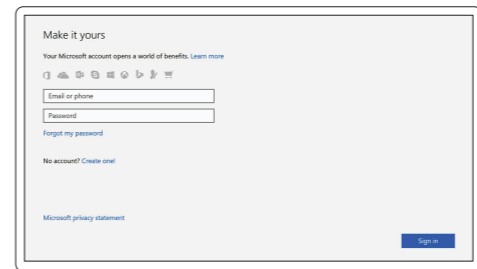 Make it yours
Your Microsoft account opens a world of benefits. Learn more
Email or phone
Password
Forgot my password
No account? Create one!
Microsoft privacy statement
Sign in